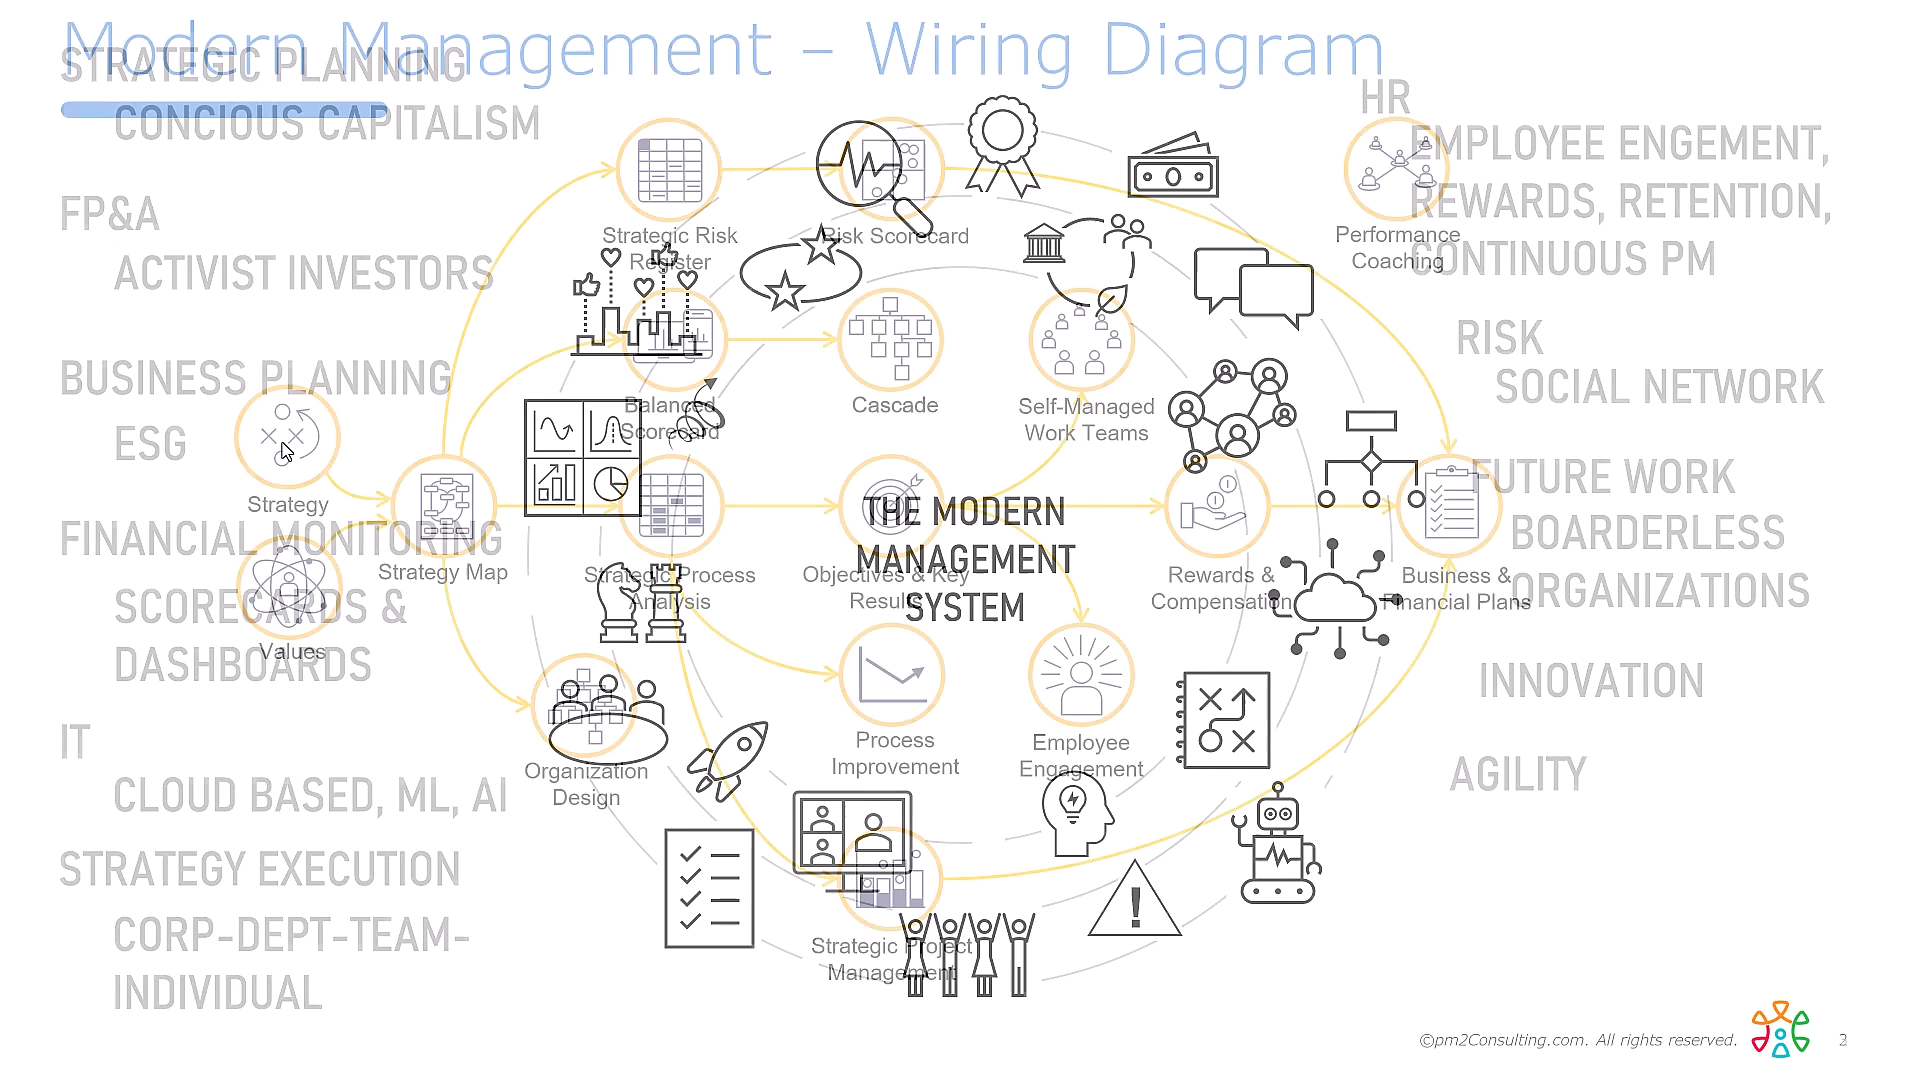 Modern Management – Wiring Diagram
STRATEGIC PLANNING
CONCIOUS CAPITALISM
FP&A
ACTIVIST INVESTORS
BUSINESS PLANNING
ESG
FINANCIAL MONITORING
SCORECARDS &
DASHBOARDS
IT
CLOUD BASED, ML, AI
STRATEGY EXECUTION
CORP-DEPT-TEAM-
INDIVIDUAL
Strategy
Values
Strategy Map
Strategic Risk
Register
Risk Scorecard
Balanced
Scorecard
Cascade
Self-Managed
Work Teams
Strategic Process
Analysis
Objectives & Key
Results
THE MODERN
MANAGEMENT
SYSTEM
Rewards &
Compensation
Business &
Financial Plans
Organization
Design
Process
Improvement
Employee
Engagement
Strategic Project
Management
Performance
Coaching
HR
EMPLOYEE ENGEMENT,
REWARDS, RETENTION,
CONTINUOUS PM
RISK
SOCIAL NETWORK
FUTURE WORK
BOARDERLESS
ORGANIZATIONS
INNOVATION
AGILITY
©pm2Consulting.com. All rights reserved.